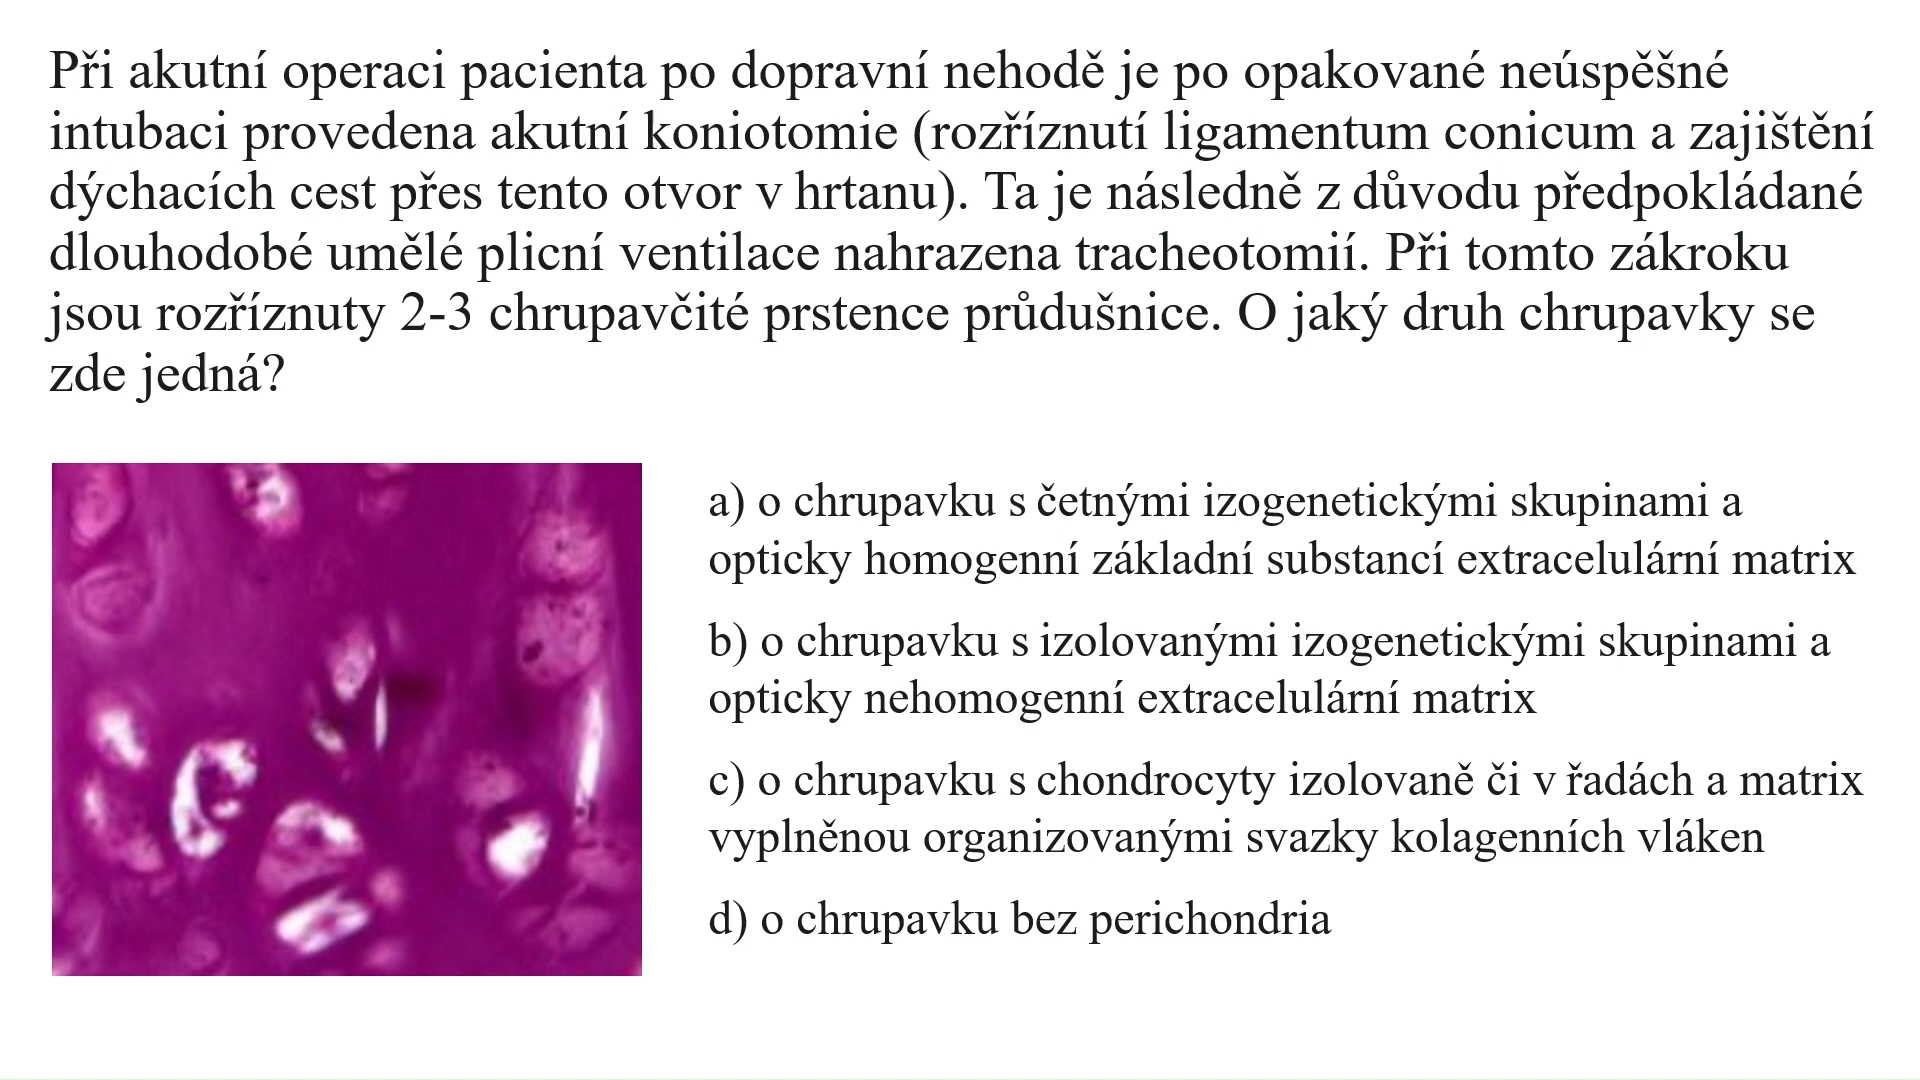 Při akutní operaci pacienta po dopravní nehodě je po opakované neúspěšné
intubaci provedena akutní koniotomie (rozříznutí ligamentum conicum a zajištění
dýchacích cest přes tento otvor v hrtanu). Ta je následně z důvodu předpokládané
dlouhodobé umělé plicní ventilace nahrazena tracheotomií. Při tomto zákroku
jsou rozříznuty 2-3 chrupavčité prstence průdušnice. O jaký druh chrupavky se
zde jedná?
a) o chrupavku s četnými izogenetickými skupinami a
opticky homogenní základní substancí extracelulární matrix
b) o chrupavku s izolovanými izogenetickými skupinami a
opticky nehomogenní extracelulární matrix
c) o chrupavku s chondrocyty izolovaně či v řadách a matrix
vyplněnou organizovanými svazky kolagenních vláken
d) o chrupavku bez perichondria